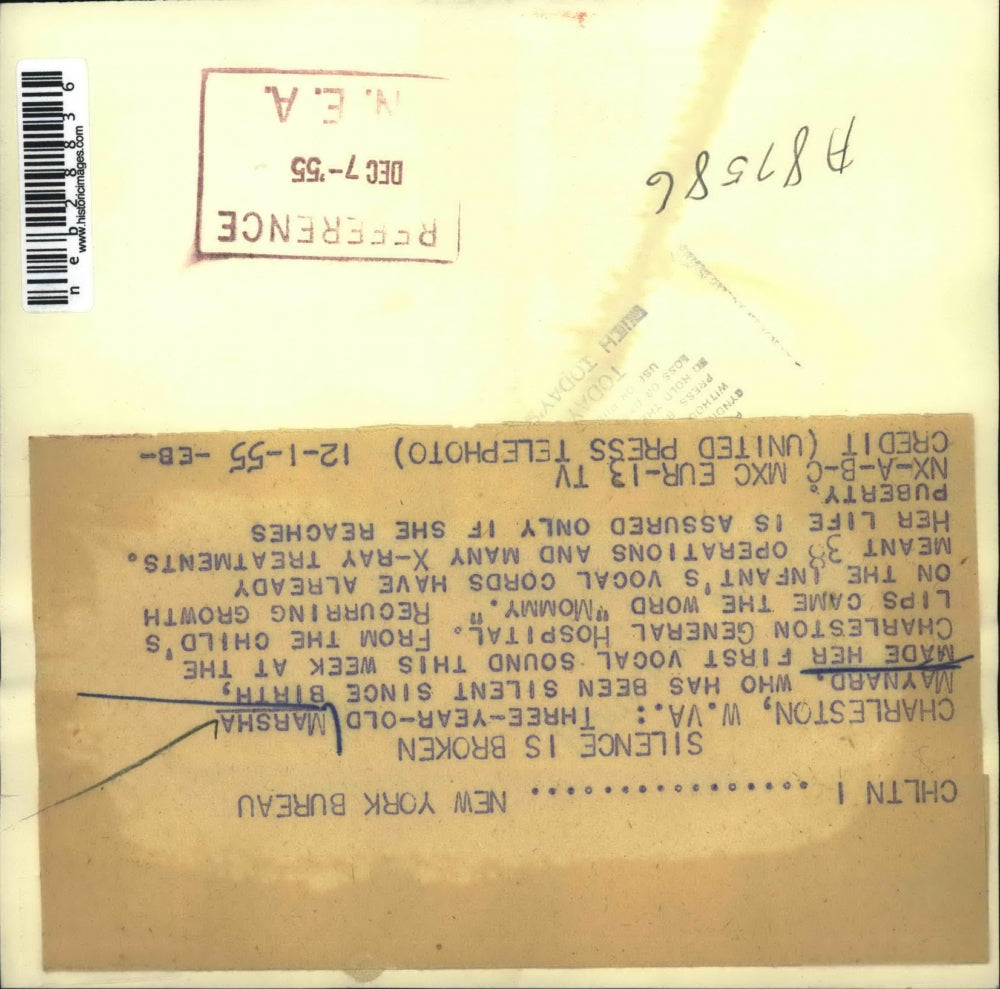 CHLTN 1 ................ NEW YORK BUREAU
SILENCE IS BROKEN
CHARLESTON, W.VA.: THREE-YEAR-OLD MARSHA
MAYNARD, WHO HAS BEEN SILENT SINCE BIRTH,
MADE HER FIRST VOCAL SOUND THIS WEEK AT THE
CHARLESTON GENERAL HOSPITAL. FROM THE CHILD'S
LIPS CAME THE WORD "MOMMY." RECURRING GROWTH
ON THE INFANT'S VOCAL CORDS HAVE ALREADY
MEANT 38 OPERATIONS AND MANY X-RAY TREATMENTS.
HER LIFE IS ASSURED ONLY IF SHE REACHES
PUBERTY.
NX-A-B-C MXC EUR-13 TV
CREDIT (UNITED PRESS TELEPHOTO) 12-1-55 -EB-
REFERENCE
DEC 7-'55
N. E. A.
A87586
neb28836
www.historicimages.com